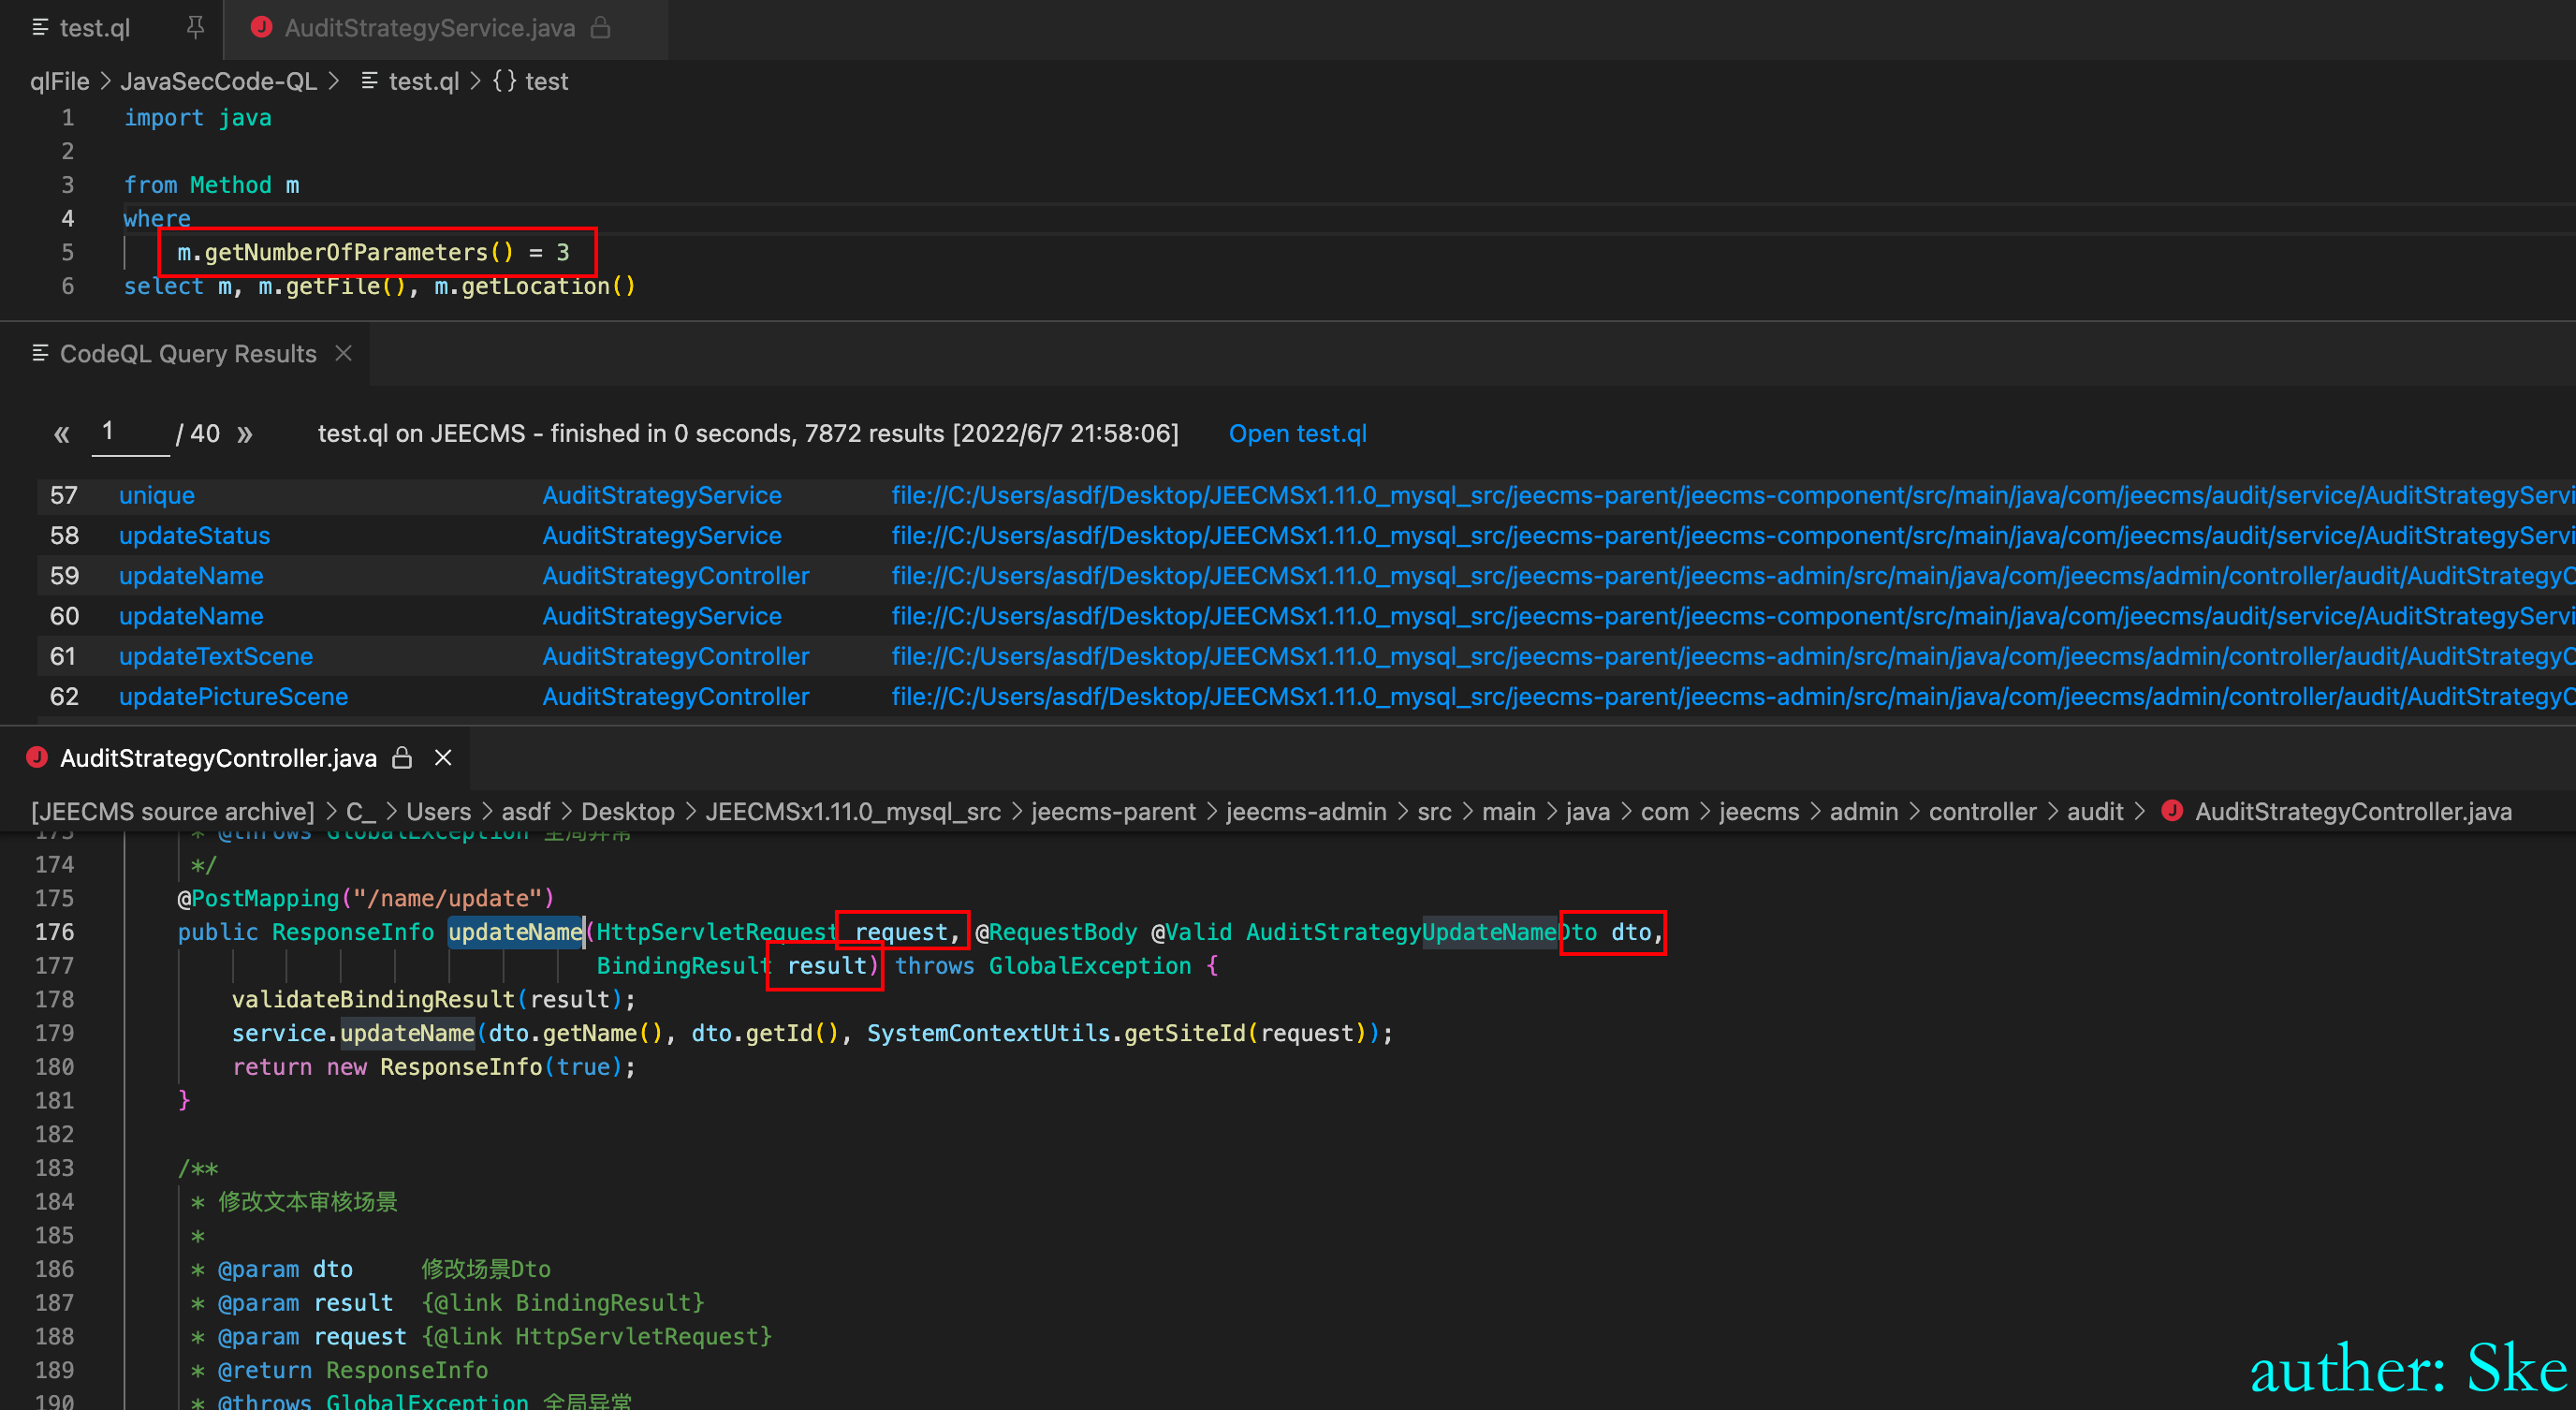 test.ql AuditStrategyService.java
qlFile > JavaSecCode-QL > test.ql > {} test
1 import java
2
3 from Method m
4 where
5 m.getNumberOfParameters() = 3
6 select m, m.getFile(), m.getLocation()
CodeQL Query Results
« 1 / 40 » test.ql on JEECMS - finished in 0 seconds, 7872 results [2022/6/7 21:58:06] Open test.ql
57 unique AuditStrategyService file://C:/Users/asdf/Desktop/JEECMSx1.11.0_mysql_src/jeecms-parent/jeecms-component/src/main/java/com/jeecms/audit/service/AuditStrategyServi
58 updateStatus AuditStrategyService file://C:/Users/asdf/Desktop/JEECMSx1.11.0_mysql_src/jeecms-parent/jeecms-component/src/main/java/com/jeecms/audit/service/AuditStrategyServi
59 updateName AuditStrategyController file://C:/Users/asdf/Desktop/JEECMSx1.11.0_mysql_src/jeecms-parent/jeecms-admin/src/main/java/com/jeecms/admin/controller/audit/AuditStrategyC
60 updateName AuditStrategyService file://C:/Users/asdf/Desktop/JEECMSx1.11.0_mysql_src/jeecms-parent/jeecms-component/src/main/java/com/jeecms/audit/service/AuditStrategyServi
61 updateTextScene AuditStrategyController file://C:/Users/asdf/Desktop/JEECMSx1.11.0_mysql_src/jeecms-parent/jeecms-admin/src/main/java/com/jeecms/admin/controller/audit/AuditStrategyC
62 updatePictureScene AuditStrategyController file://C:/Users/asdf/Desktop/JEECMSx1.11.0_mysql_src/jeecms-parent/jeecms-admin/src/main/java/com/jeecms/admin/controller/audit/AuditStrategyC
AuditStrategyController.java
[JEECMS source archive] > C_ > Users > asdf > Desktop > JEECMSx1.11.0_mysql_src > jeecms-parent > jeecms-admin > src > main > java > com > jeecms > admin > controller > audit > AuditStrategyController.java
173 * @throws GlobalException 全局异常
174 */
175 @PostMapping("/name/update")
176 public ResponseInfo updateName(HttpServletRequest request, @RequestBody @Valid AuditStrategyUpdateNameDto dto,
177 BindingResult result) throws GlobalException {
178 validateBindingResult(result);
179 service.updateName(dto.getName(), dto.getId(), SystemContextUtils.getSiteId(request));
180 return new ResponseInfo(true);
181 }
182
183 /**
184 * 修改文本审核场景
185 *
186 * @param dto 修改场景Dto
187 * @param result {@link BindingResult}
188 * @param request {@link HttpServletRequest}
189 * @return ResponseInfo
190 * @throws GlobalException 全局异常
auther: Ske